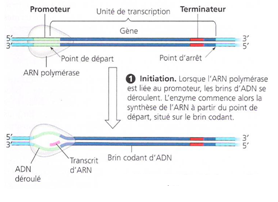 Promoteur Unité de transcription Terminateur
Gène
5' 3'
3' 5'
Point de départ Point d'arrêt
ARN polymérase
1 Initiation. Lorsque l'ARN polymérase
est liée au promoteur, les brins d'ADN se
déroulent. L'enzyme commence alors la
synthèse de l'ARN à partir du point de
départ, situé sur le brin codant.
5' 3'
3' 5'
ADN
déroulé
Transcrit
d'ARN
Brin codant d'ADN